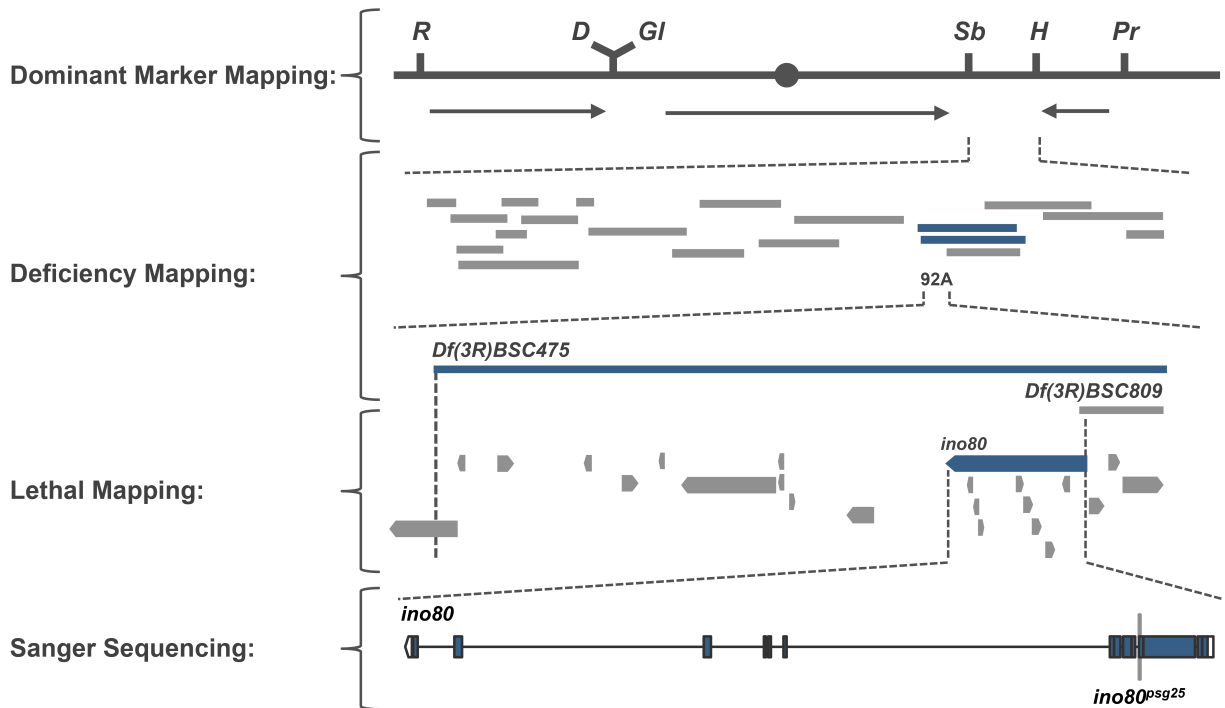 R D Gl Sb H Pr
Dominant Marker Mapping:
Deficiency Mapping:
92A
Df(3R)BSC475
Df(3R)BSC809
ino80
Lethal Mapping:
ino80
Sanger Sequencing:
ino80psg25